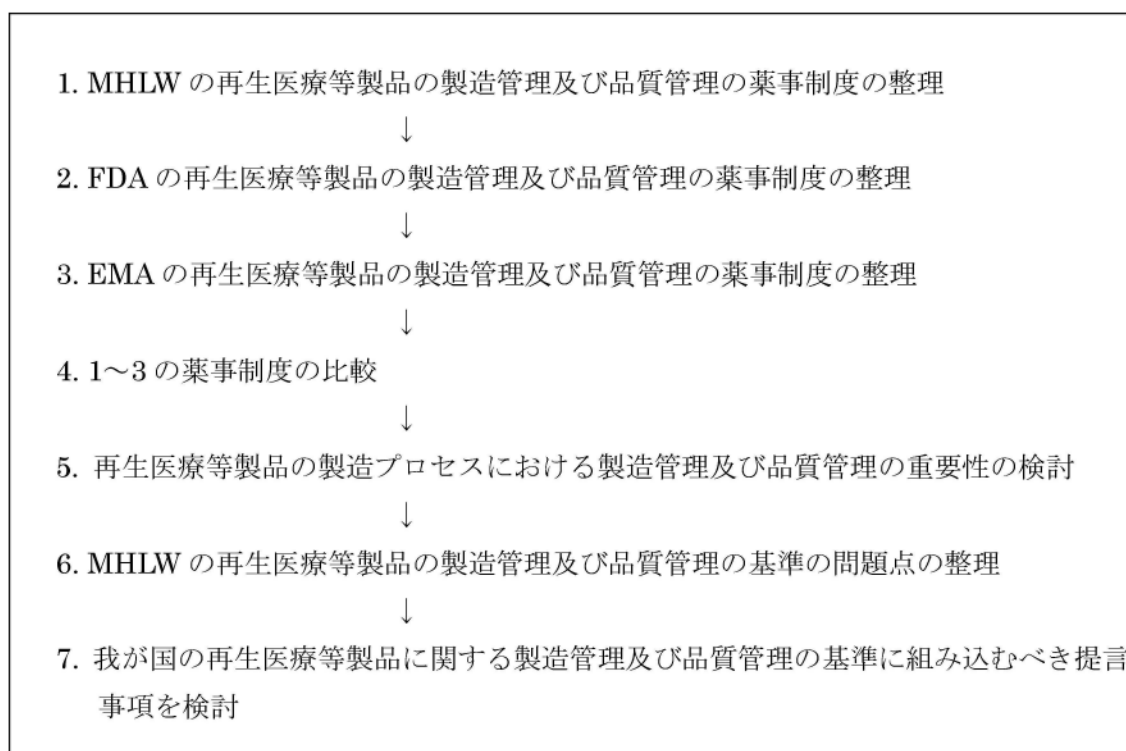 1. MHLW の再生医療等製品の製造管理及び品質管理の薬事制度の整理
↓
2. FDA の再生医療等製品の製造管理及び品質管理の薬事制度の整理
↓
3. EMA の再生医療等製品の製造管理及び品質管理の薬事制度の整理
↓
4. 1～3 の薬事制度の比較
↓
5. 再生医療等製品の製造プロセスにおける製造管理及び品質管理の重要性の検討
↓
6. MHLW の再生医療等製品の製造管理及び品質管理の基準の問題点の整理
↓
7. 我が国の再生医療等製品に関する製造管理及び品質管理の基準に組み込むべき提言
事項を検討